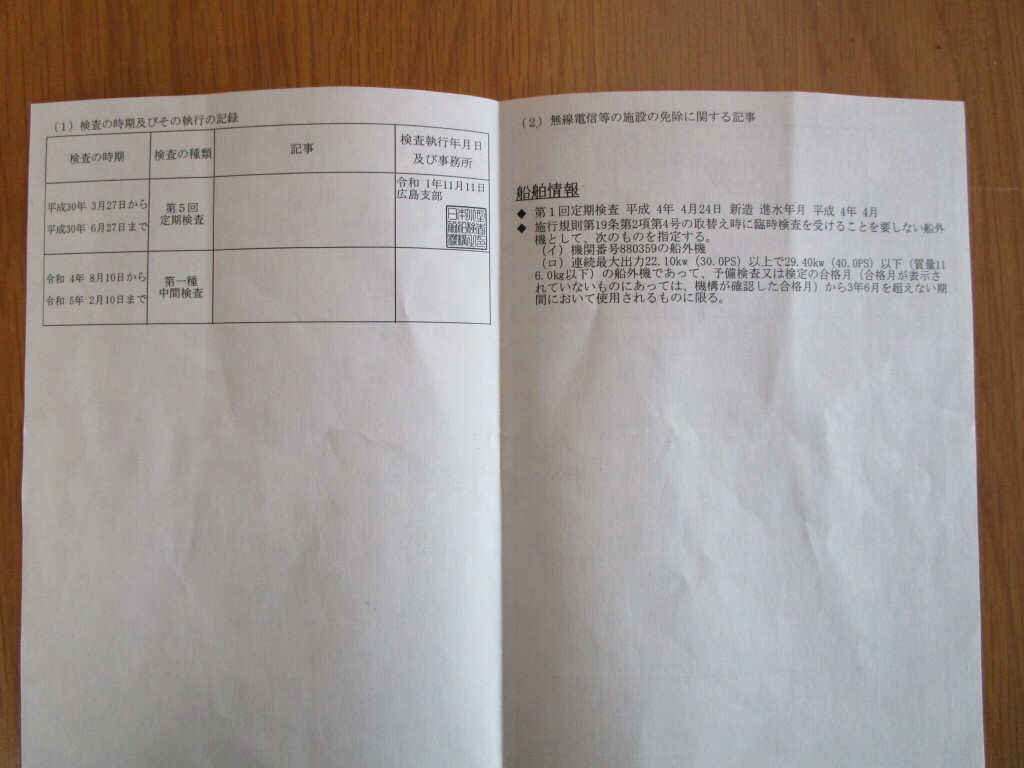 (1) 検査の時期及びその執行の記録
検査の時期
検査の種類
記事
検査執行年月日
及び事務所
平成30年 3月27日から
平成30年 6月27日まで
第５回
定期検査
令和 1年11月11日
広島支部
令和 4年 8月10日から
令和 5年 2月10日まで
第一種
中間検査
(2) 無線電信等の施設の免除に関する記事
船舶情報
◆ 第１回定期検査 平成 4年 4月24日 新造 進水年月 平成 4年 4月
◆ 施行規則第19条第2項第4号の取替え時に臨時検査を受けることを要しない船外
機として、次のものを指定する。
(イ) 機関番号880359の船外機
(ロ) 連続最大出力22.10kw (30.0PS) 以上で29.40kw (40.0PS) 以下 (質量11
6.0kg以下) の船外機であって、予備検査又は検定の合格月 (合格月が表示さ
れていないものにあっては、機構が確認した合格月) から3年6月を超えない期
間において使用されるものに限る。